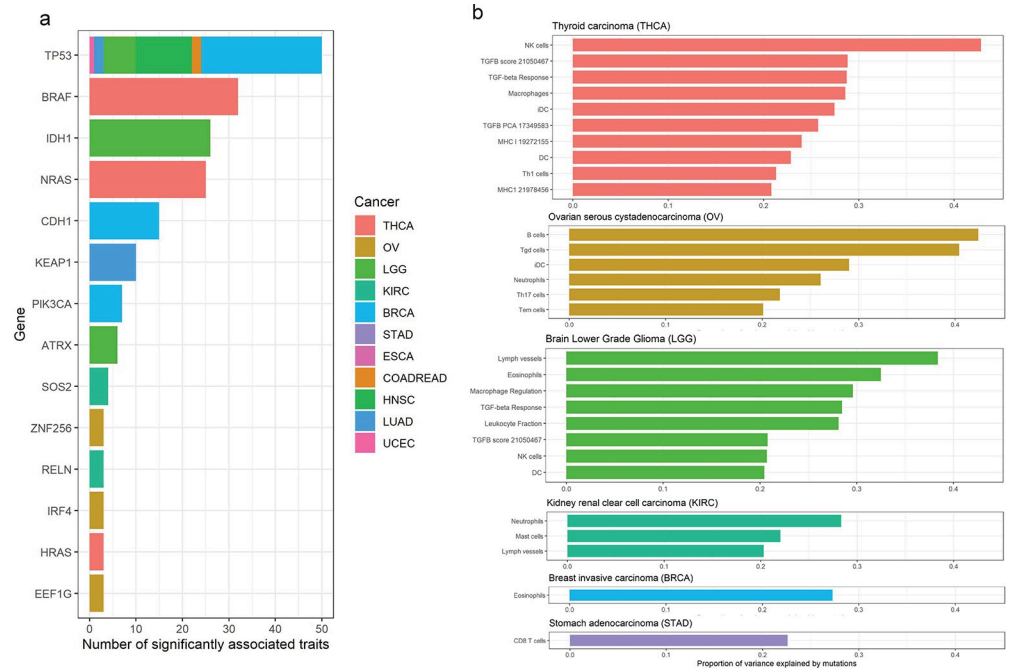 a
TP53
BRAF
IDH1
NRAS
CDH1
KEAP1
PIK3CA
ATRX
SOS2
ZNF256
RELN
IRF4
HRAS
EEF1G
Gene
0 10 20 30 40 50
Number of significantly associated traits
Cancer
THCA
OV
LGG
KIRC
BRCA
STAD
ESCA
COADREAD
HNSC
LUAD
UCEC
b
Thyroid carcinoma (THCA)
NK cells
TGFB score 21050467
TGF-beta Response
Macrophages
iDC
TGFB PCA 17349583
MHC I 19272155
DC
Th1 cells
MHC1 21978456
0.0 0.1 0.2 0.3 0.4
Ovarian serous cystadenocarcinoma (OV)
B cells
Tgd cells
iDC
Neutrophils
Th17 cells
Tem cells
0.0 0.1 0.2 0.3 0.4
Brain Lower Grade Glioma (LGG)
Lymph vessels
Eosinophils
Macrophage Regulation
TGF-beta Response
Leukocyte Fraction
TGFB score 21050467
NK cells
DC
0.0 0.1 0.2 0.3 0.4
Kidney renal clear cell carcinoma (KIRC)
Neutrophils
Mast cells
Lymph vessels
0.0 0.1 0.2 0.3 0.4
Breast invasive carcinoma (BRCA)
Eosinophils
0.0 0.1 0.2 0.3 0.4
Stomach adenocarcinoma (STAD)
CD8 T cells
0.0 0.1 0.2 0.3 0.4
Proportion of variance explained by mutations